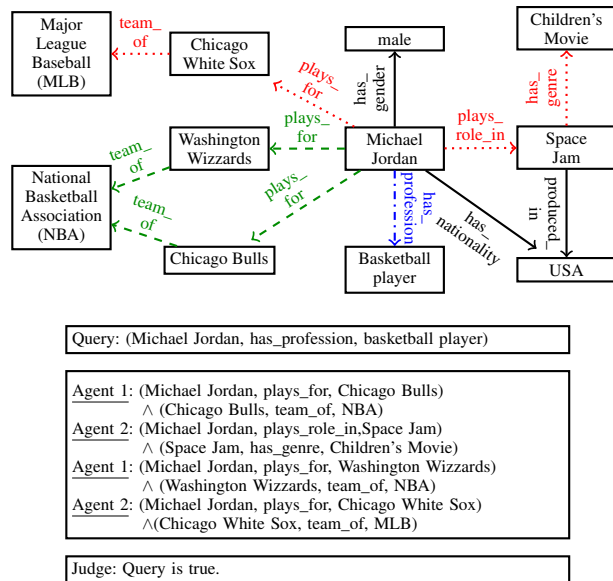 Major
League
Baseball
(MLB)
team_
of
Chicago
White Sox
plays_
for
male
has_
gender
Children's
Movie
has_
genre
plays_
for
Washington
Wizzards
team_
of
National
Basketball
Association
(NBA)
team_
of
Chicago Bulls
plays_
for
Michael
Jordan
plays_
role_in
Space
Jam
has_
profession
has_
nationality
produced_
in
Basketball
player
USA
Query: (Michael Jordan, has_profession, basketball player)
Agent 1: (Michael Jordan, plays_for, Chicago Bulls)
∧ (Chicago Bulls, team_of, NBA)
Agent 2: (Michael Jordan, plays_role_in,Space Jam)
∧ (Space Jam, has_genre, Children's Movie)
Agent 1: (Michael Jordan, plays_for, Washington Wizzards)
∧ (Washington Wizzards, team_of, NBA)
Agent 2: (Michael Jordan, plays_for, Chicago White Sox)
∧(Chicago White Sox, team_of, MLB)
Judge: Query is true.